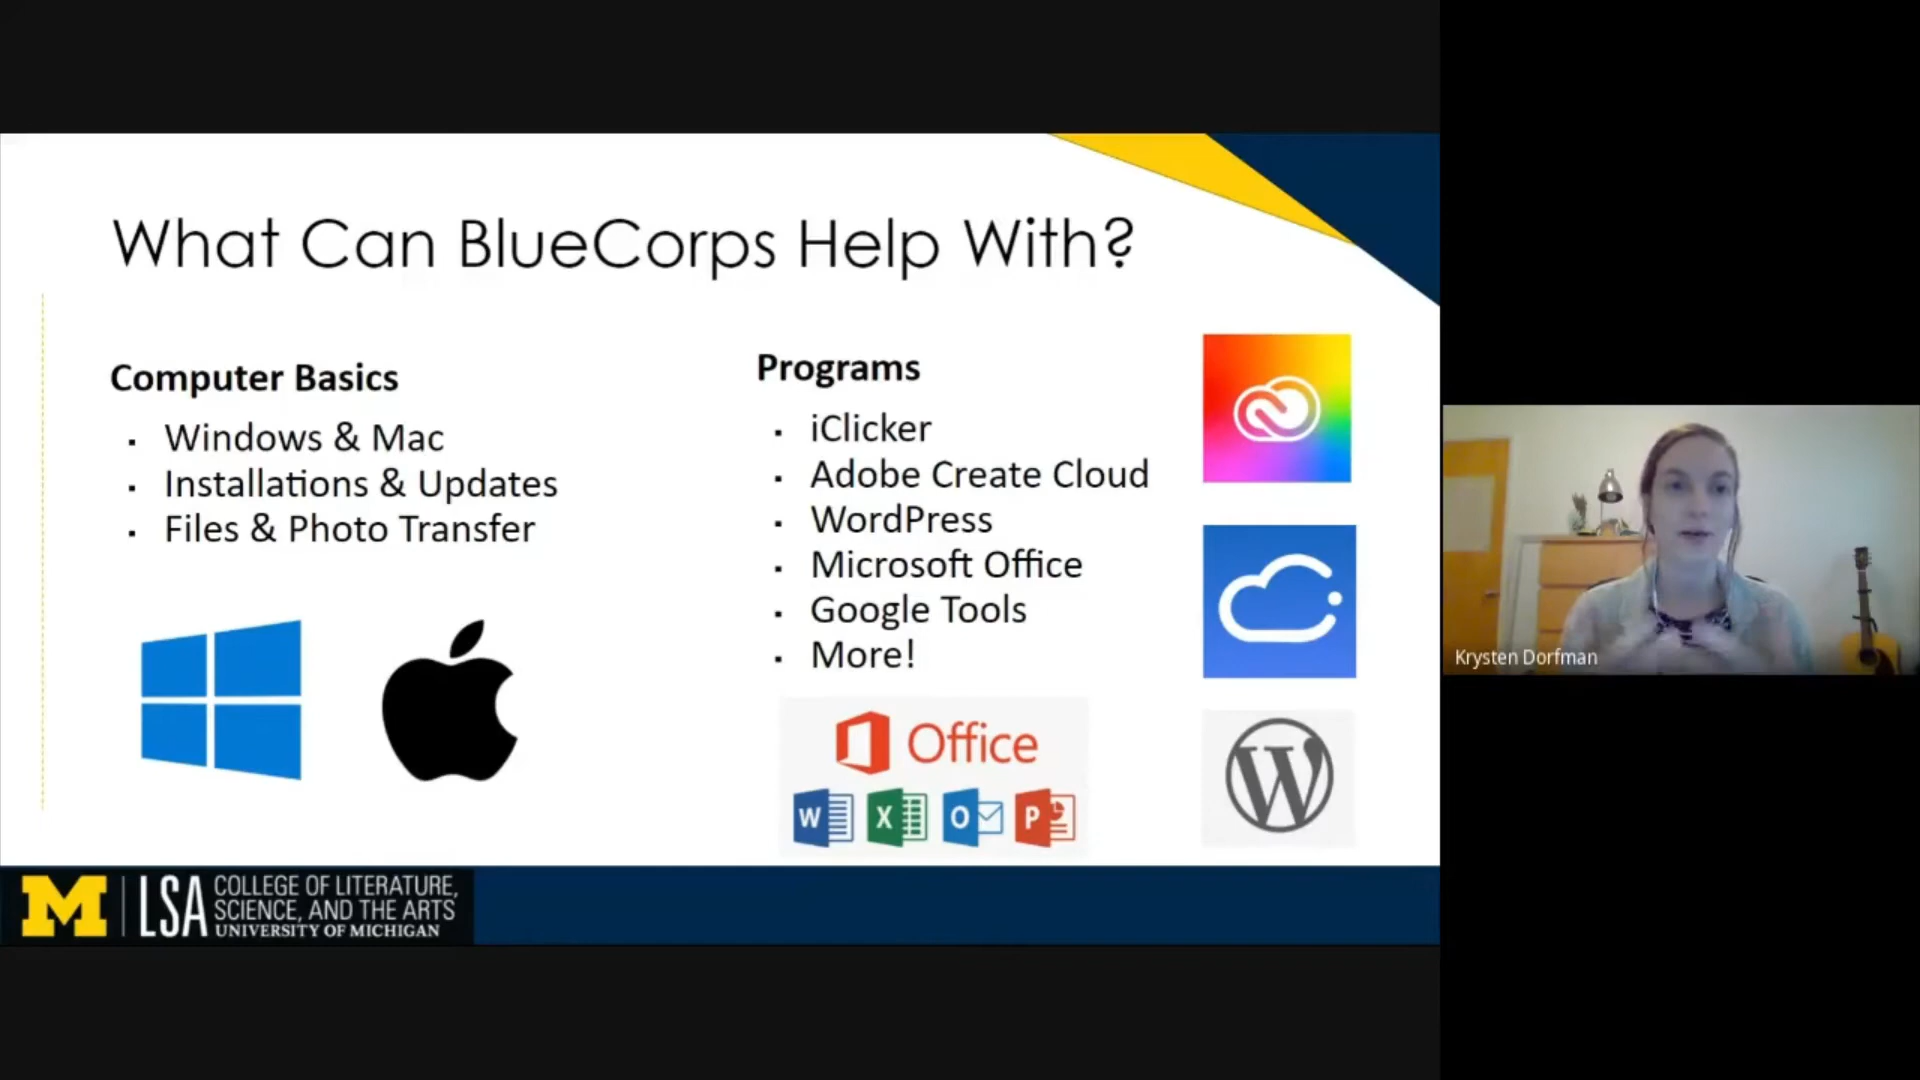 What Can BlueCorps Help With?
Computer Basics
Windows & Mac
Installations & Updates
Files & Photo Transfer
Programs
iClicker
Adobe Create Cloud
WordPress
Microsoft Office
Google Tools
More!
Office
W X O P
W
M LSA
COLLEGE OF LITERATURE,
SCIENCE, AND THE ARTS
UNIVERSITY OF MICHIGAN
Krysten Dorfman